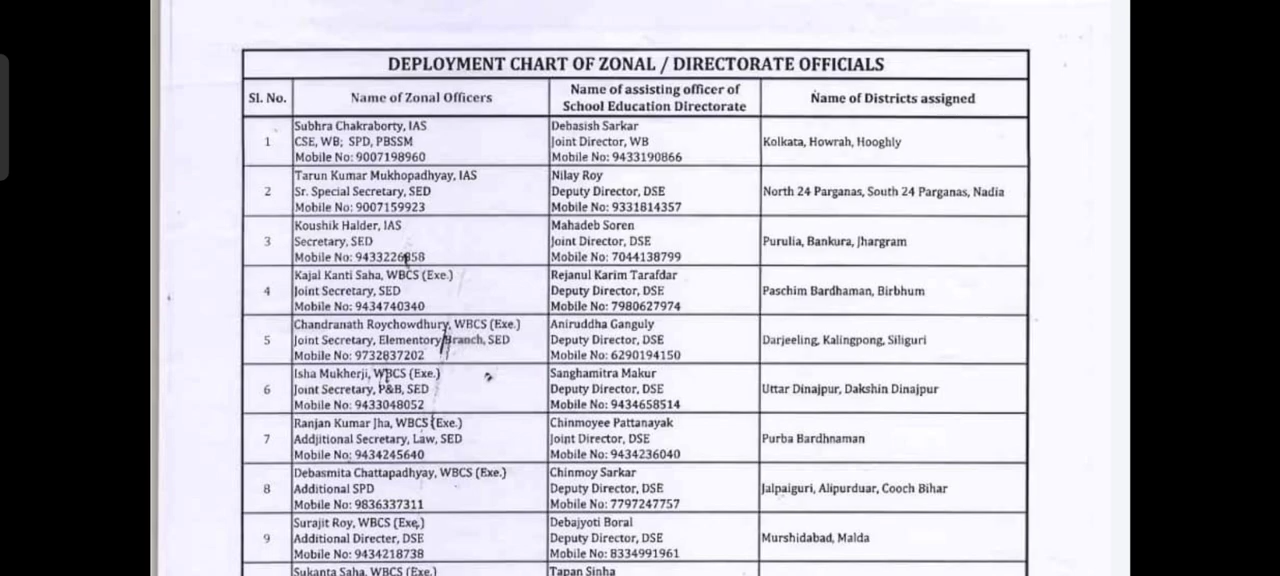 DEPLOYMENT CHART OF ZONAL / DIRECTORATE OFFICIALS
Sl. No.
Name of Zonal Officers
Name of assisting officer of
School Education Directorate
Name of Districts assigned
1
Subhra Chakraborty, IAS
CSE, WB; SPD, PBSSM
Mobile No: 9007198960
Debasish Sarkar
Joint Director, WB
Mobile No: 9433190866
Kolkata, Howrah, Hooghly
2
Tarun Kumar Mukhopadhyay, IAS
Sr. Special Secretary, SED
Mobile No: 9007159923
Nilay Roy
Deputy Director, DSE
Mobile No: 9331814357
North 24 Parganas, South 24 Parganas, Nadia
3
Koushik Halder, IAS
Secretary, SED
Mobile No:
Mahadeb Soren
Joint Director, DSE
Mobile No: 7044138799
Purulia, Bankura, Jhargram
4
Kajal Kanti Saha, WBCS (Exe.)
Joint Secretary, SED
Mobile No: 9434740340
Rejanul Karim Tarafdar
Deputy Director, DSE
Mobile No: 7980627974
Paschim Bardhaman, Birbhum
5
Chandranath Roychowdhury, WBCS (Exe.)
Joint Secretary, Elementory Branch, SED
Mobile No: 9732837202
Aniruddha Ganguly
Deputy Director, DSE
Mobile No: 6290194150
Darjeeling, Kalingpong, Siliguri
6
Isha Mukherji, WBCS (Exe.)
Joint Secretary, P&B, SED
Mobile No: 9433048052
Sanghamitra Makur
Deputy Director, DSE
Mobile No: 9434658514
Uttar Dinajpur, Dakshin Dinajpur
7
Ranjan Kumar Jha, WBCS (Exe.)
Addjitional Secretary, Law, SED
Mobile No: 9434245640
Chinmoyee Pattanayak
Joint Director, DSE
Mobile No: 9434236040
Purba Bardhnaman
8
Debasmita Chattapadhyay, WBCS (Exe.)
Additional SPD
Mobile No: 9836337311
Chinmoy Sarkar
Deputy Director, DSE
Mobile No: 7797247757
Jalpaiguri, Alipurduar, Cooch Bihar
9
Surajit Roy, WBCS (Exe.)
Additional Directer, DSE
Mobile No: 9434218738
Debajyoti Boral
Deputy Director, DSE
Mobile No: 8334991961
Murshidabad, Malda
Sukanta Saha, WBCS (Exe.)
Tapan Sinha